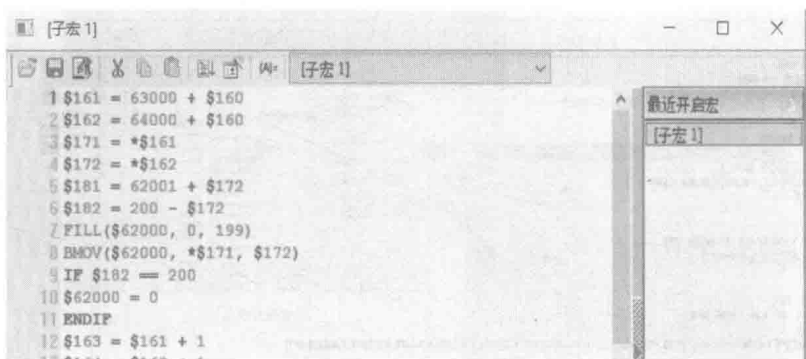 [子宏1]
[子宏1]
1 $161 = 63000 + $160
2 $162 = 64000 + $160
3 $171 = *$161
4 $172 = *$162
5 $181 = 62001 + $172
6 $182 = 200 - $172
7 FILL($62000, 0, 199)
8 BMOV($62000, *$171, $172)
9 IF $182 == 200
10 $62000 = 0
11 ENDIF
12 $163 = $161 + 1
最近开启宏
[子宏1]